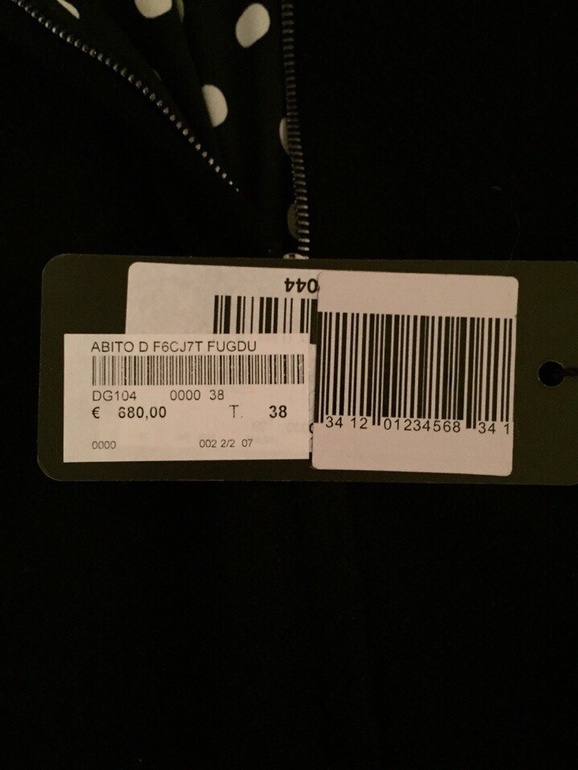 044
ABITO D F6CJ7T FUGDU
DG104 0000 38
€ 680,00 T. 38
0000 002 2/2 07
34 12 01234568 34 1